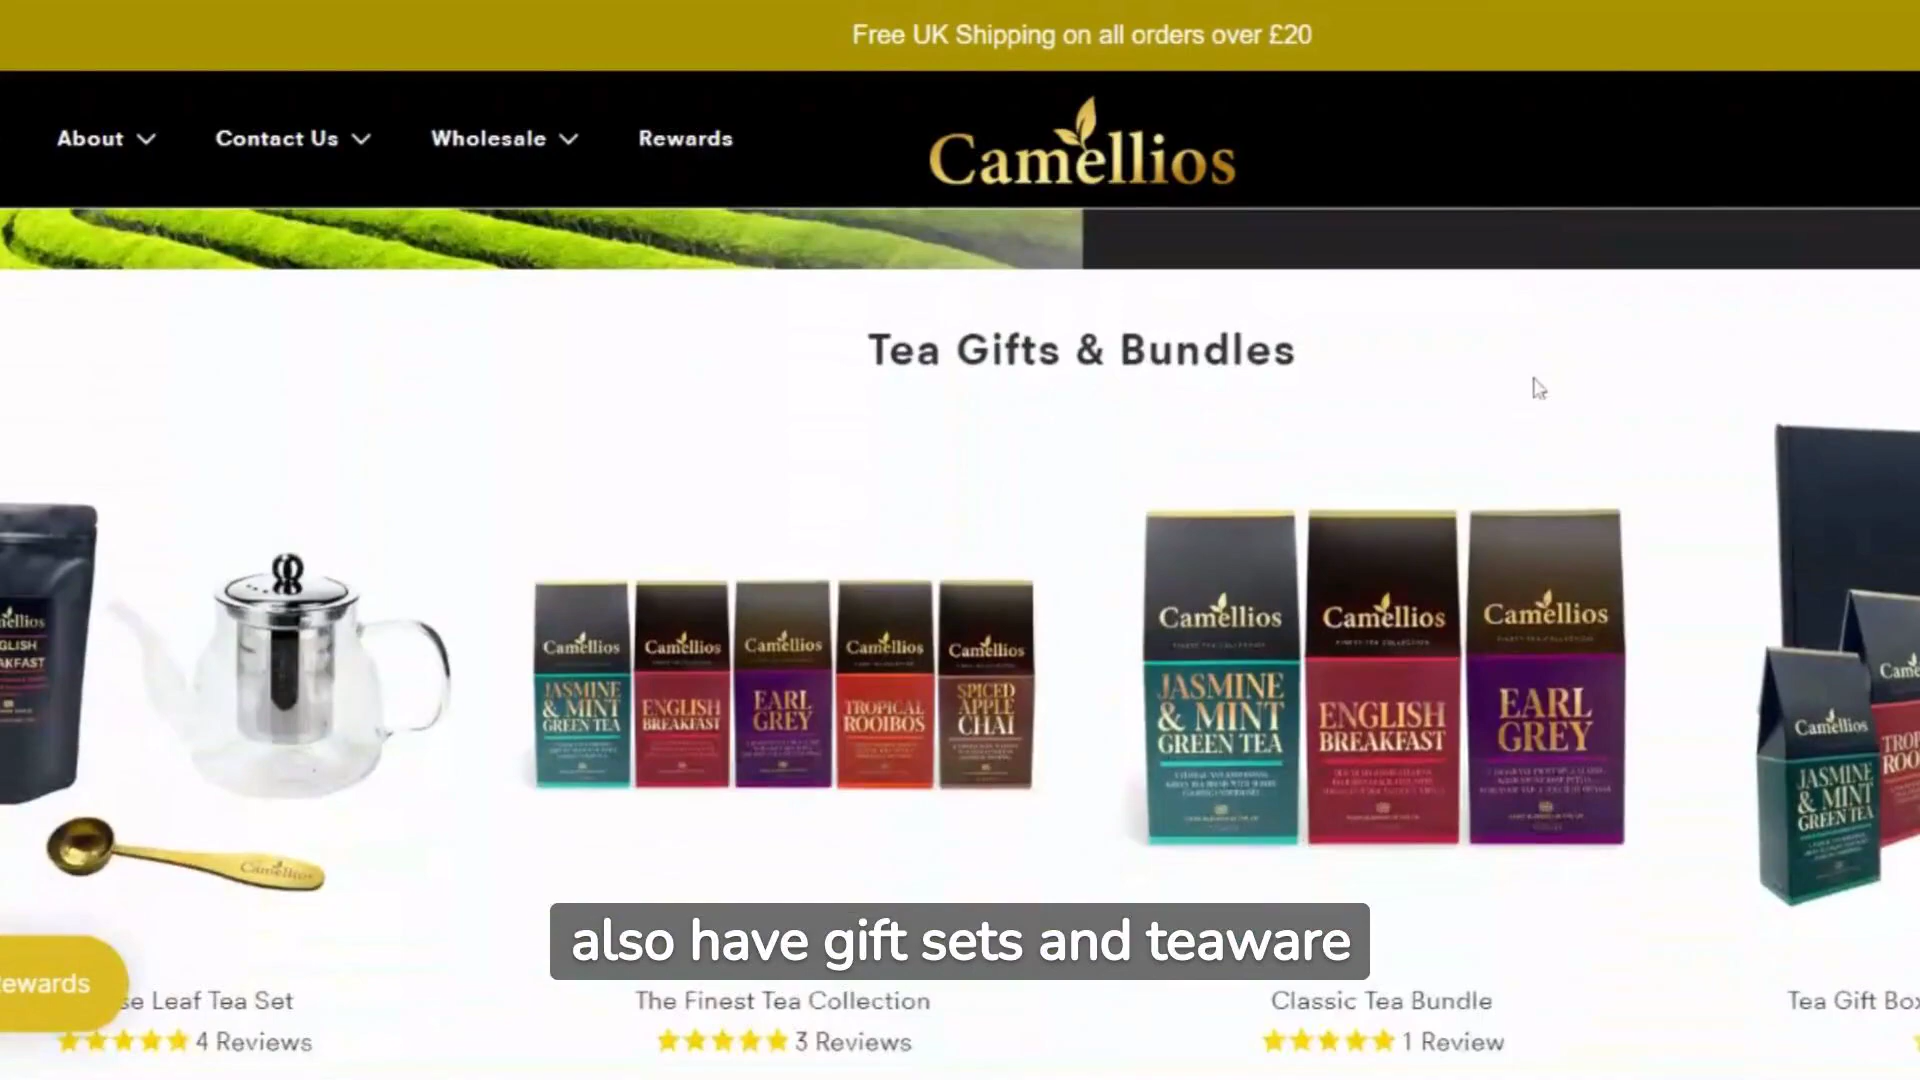 Free UK Shipping on all orders over £20
About
Contact Us
Wholesale
Rewards
Camellios
Tea Gifts & Bundles
Camellios
JASMINE
& MINT
GREEN TEA
Camellios
ENGLISH
BREAKFAST
Camellios
EARL
GREY
Camellios
TROPICAL
ROOIBOS
Camellios
SPICED
APPLE
CHAI
Camellios
JASMINE
& MINT
GREEN TEA
Camellios
ENGLISH
BREAKFAST
Camellios
EARL
GREY
Camellios
JASMINE
& MINT
GREEN TEA
Camellios
also have gift sets and teaware
Leaf Tea Set
4 Reviews
The Finest Tea Collection
3 Reviews
Classic Tea Bundle
1 Review
Tea Gift